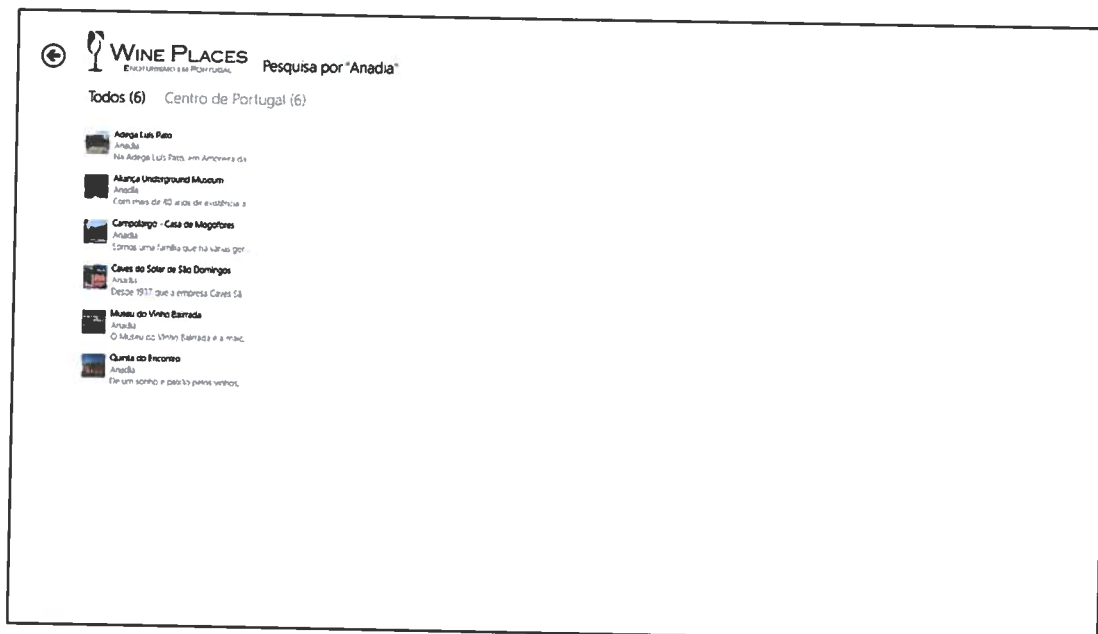 WINE PLACES
ENOTURISMO EM PORTUGAL
Pesquisa por "Anadia"
Todos (6) Centro de Portugal (6)
Adega Luís Pato
Anadia
Na Adega Luís Pato, em Amoreira da
Aliança Underground Museum
Anadia
Com mais de 80 anos de existência a
Campolargo - Casa de Mogofores
Anadia
Somos uma família que há várias ger...
Caves do Solar de São Domingos
Anadia
Desde 1937 que a empresa Caves Sã
Museu do Vinho Bairrada
Anadia
O Museu do Vinho Bairrada é a
Quinta do Encontro
Anadia
De um sonho e paixão pelos vinhos,